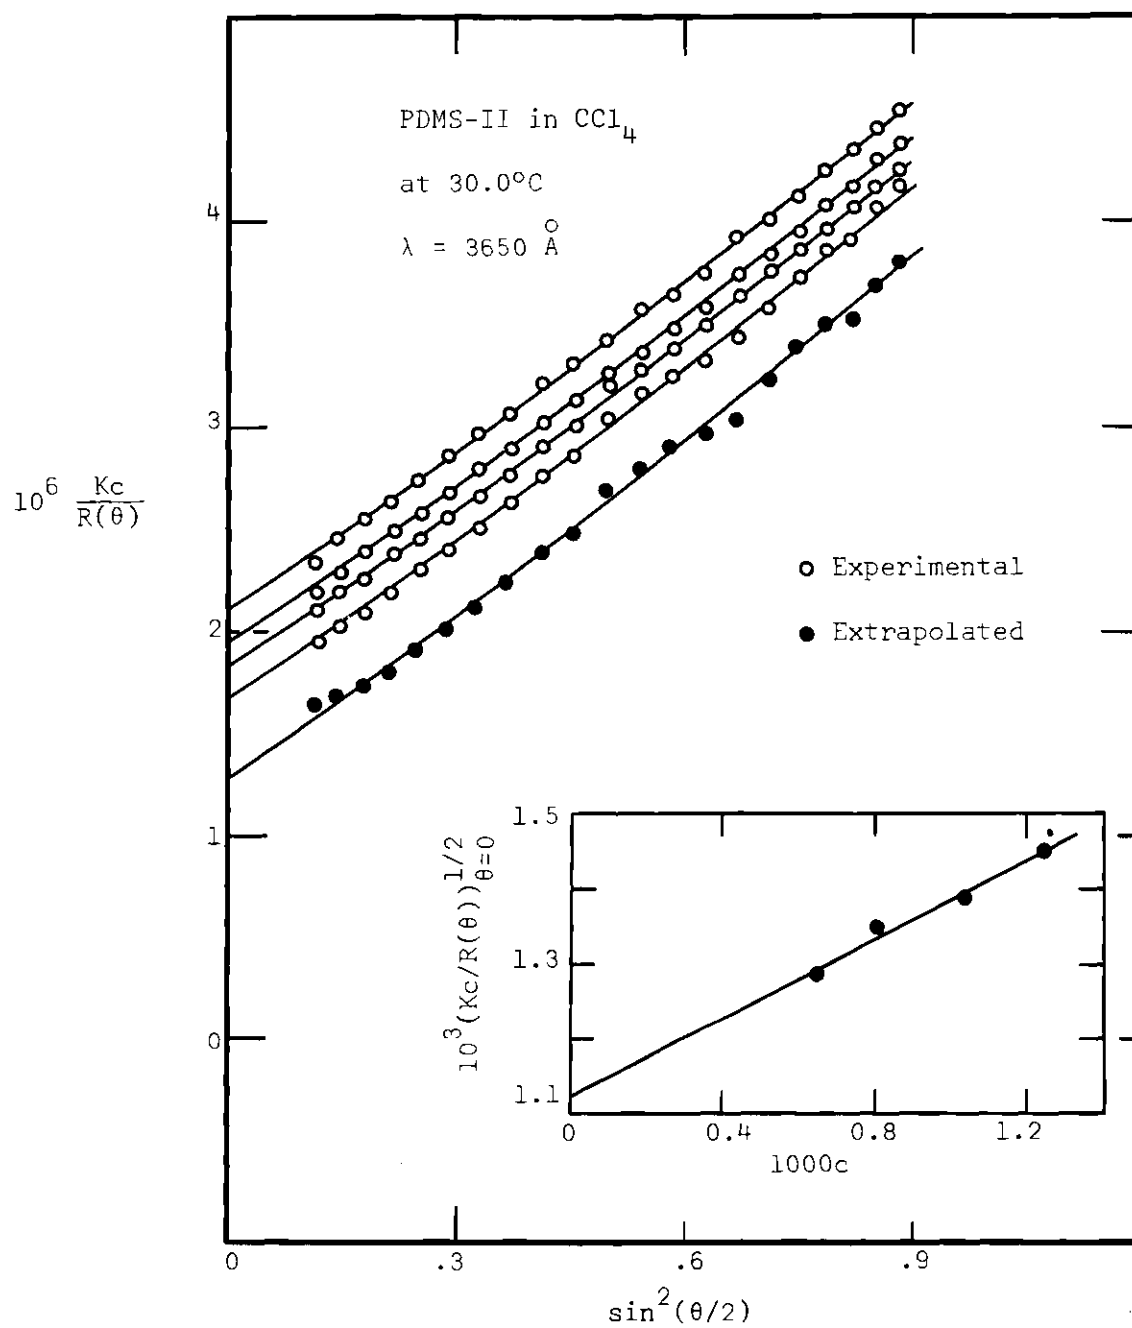 PDMS-II in CCl4
at 30.0°C
λ = 3650 Å
4
3
10^6 Kc/R(θ)
2
1
0
o Experimental
● Extrapolated
1.5
1.3
1.1
10^3(Kc/R(θ))^1/2 θ=0
0 0.4 0.8 1.2
1000c
0 .3 .6 .9
sin^2(θ/2)